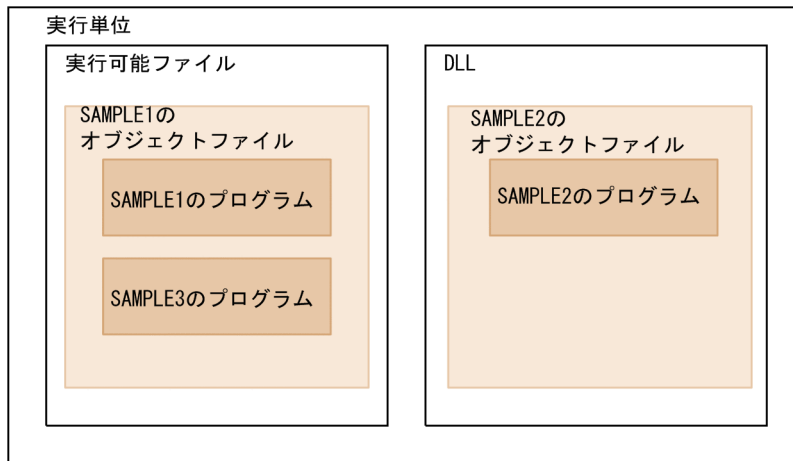 実行単位
実行可能ファイル
SAMPLE1の
オブジェクトファイル
SAMPLE1のプログラム
SAMPLE3のプログラム
DLL
SAMPLE2の
オブジェクトファイル
SAMPLE2のプログラム